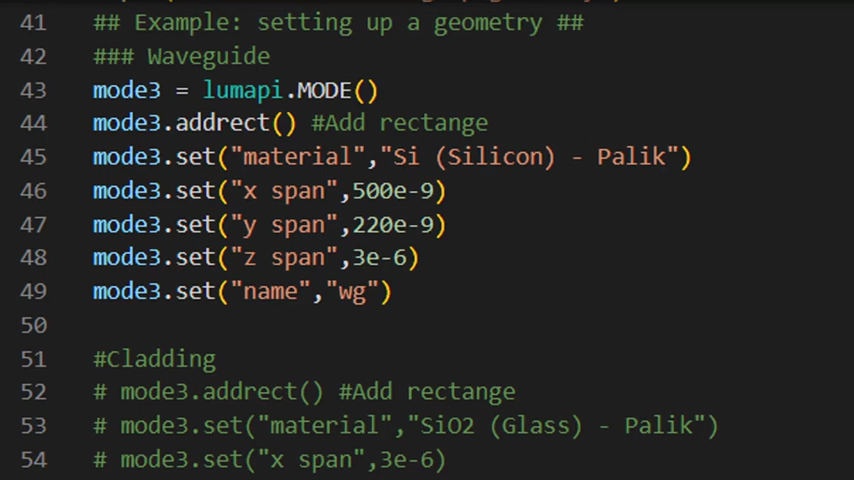 41 ## Example: setting up a geometry ##
42 ### Waveguide
43 mode3 = lumapi.MODE()
44 mode3.addrect() #Add rectange
45 mode3.set("material","Si (Silicon) - Palik")
46 mode3.set("x span",500e-9)
47 mode3.set("y span",220e-9)
48 mode3.set("z span",3e-6)
49 mode3.set("name","wg")
50
51 #Cladding
52 # mode3.addrect() #Add rectange
53 # mode3.set("material","SiO2 (Glass) - Palik")
54 # mode3.set("x span",3e-6)